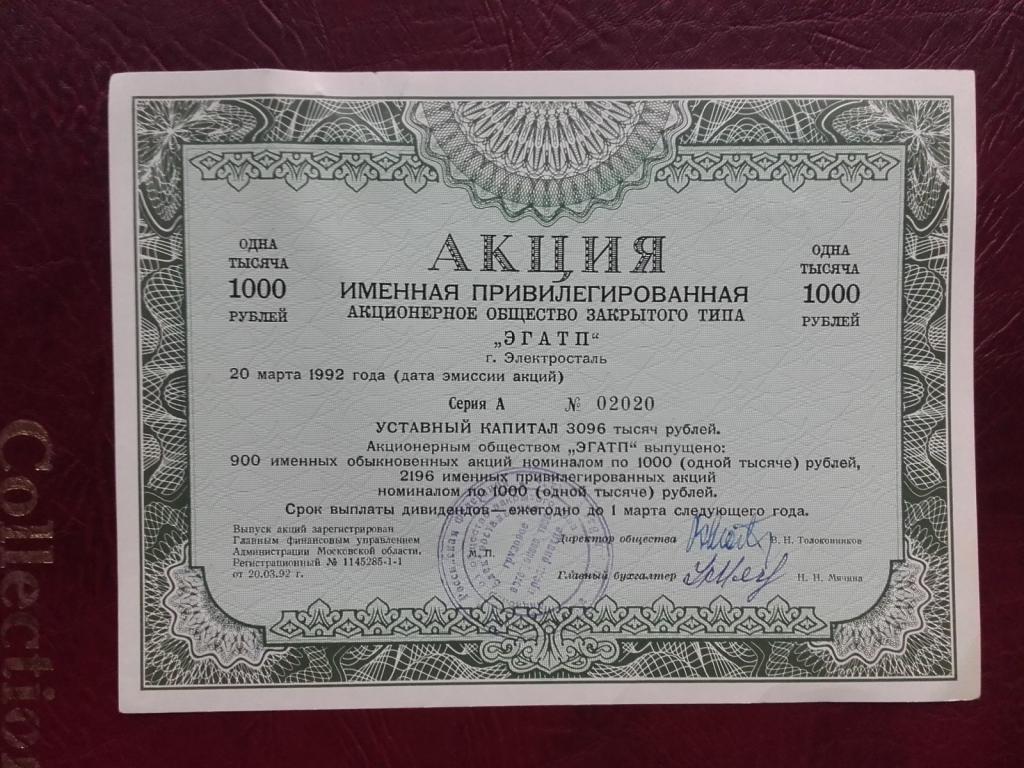 ОДНА
ТЫСЯЧА
1000
РУБЛЕЙ
АКЦИЯ
ИМЕННАЯ ПРИВИЛЕГИРОВАННАЯ
АКЦИОНЕРНОЕ ОБЩЕСТВО ЗАКРЫТОГО ТИПА
„ЭГАТП“
г. Электросталь
ОДНА
ТЫСЯЧА
1000
РУБЛЕЙ
20 марта 1992 года (дата эмиссии акций)
Серия А № 02020
УСТАВНЫЙ КАПИТАЛ 3096 тысяч рублей.
Акционерным обществом „ЭГАТП“ выпущено:
900 именных обыкновенных акций номиналом по 1000 (одной тысяче) рублей,
2196 именных привилегированных акций
номиналом по 1000 (одной тысяче) рублей.
Срок выплаты дивидендов—ежегодно до 1 марта следующего года.
Выпуск акций зарегистрирован
Главным финансовым управлением
Администрации Московской области.
Регистрационный № 1145285-1-1
от 20.03.92 г.
М. П.
Директор общества В. Н. Толоконников
Главный бухгалтер Н. Н. Мячина
грузовое
Collection